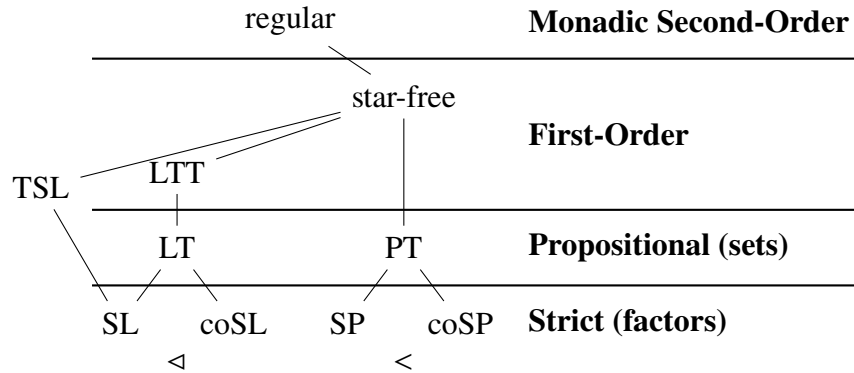 regular Monadic Second-Order
star-free
First-Order
TSL LTT
LT PT Propositional (sets)
SL coSL SP coSP Strict (factors)
⊲ <